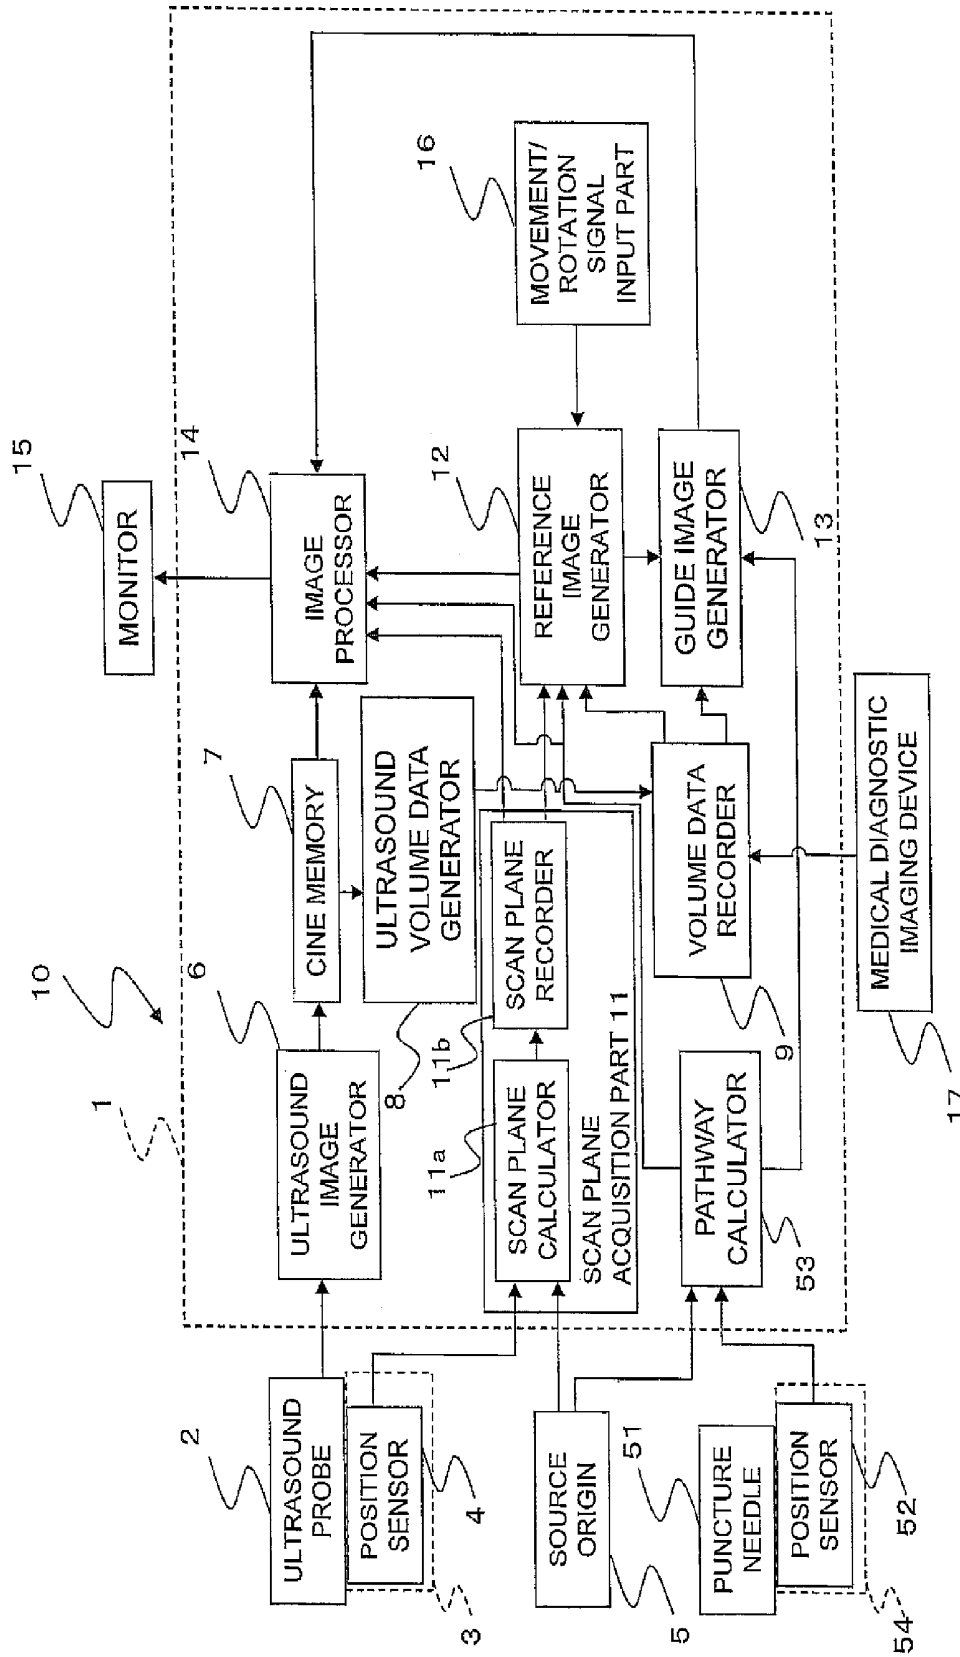 10
1
2
ULTRASOUND
PROBE
POSITION
SENSOR
4
3
6
ULTRASOUND
IMAGE
GENERATOR
7
CINE MEMORY
8
ULTRASOUND
VOLUME DATA
GENERATOR
14
IMAGE
PROCESSOR
15
MONITOR
SOURCE
ORIGIN
5
11a
SCAN PLANE
CALCULATOR
11b
SCAN PLANE
RECORDER
SCAN PLANE
ACQUISITION PART 11
12
REFERENCE
IMAGE
GENERATOR
16
MOVEMENT/
ROTATION
SIGNAL
INPUT PART
51
PUNCTURE
NEEDLE
POSITION
SENSOR
52
54
PATHWAY
CALCULATOR
53
VOLUME DATA
RECORDER
9
GUIDE IMAGE
GENERATOR
13
MEDICAL DIAGNOSTIC
IMAGING DEVICE
17